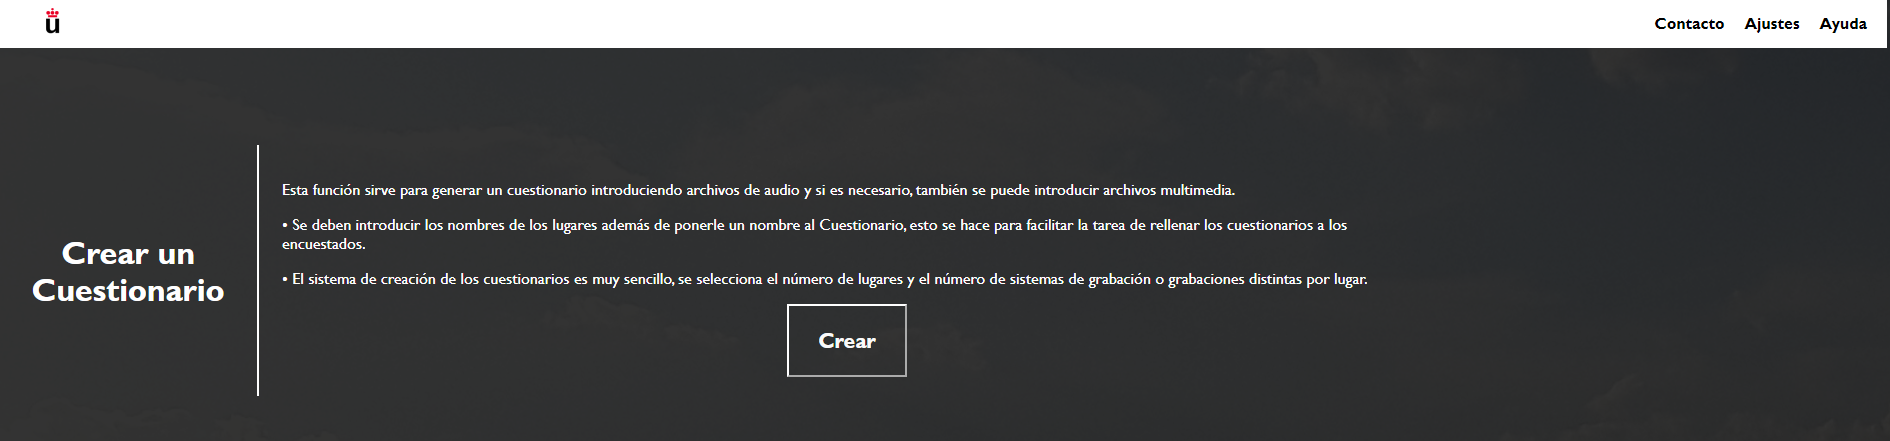 u
Contacto Ajustes Ayuda
Crear un
Cuestionario
Esta función sirve para generar un cuestionario introduciendo archivos de audio y si es necesario, también se puede introducir archivos multimedia.
• Se deben introducir los nombres de los lugares además de ponerle un nombre al Cuestionario, esto se hace para facilitar la tarea de rellenar los cuestionarios a los
encuestados.
• El sistema de creación de los cuestionarios es muy sencillo, se selecciona el número de lugares y el número de sistemas de grabación o grabaciones distintas por lugar.
Crear